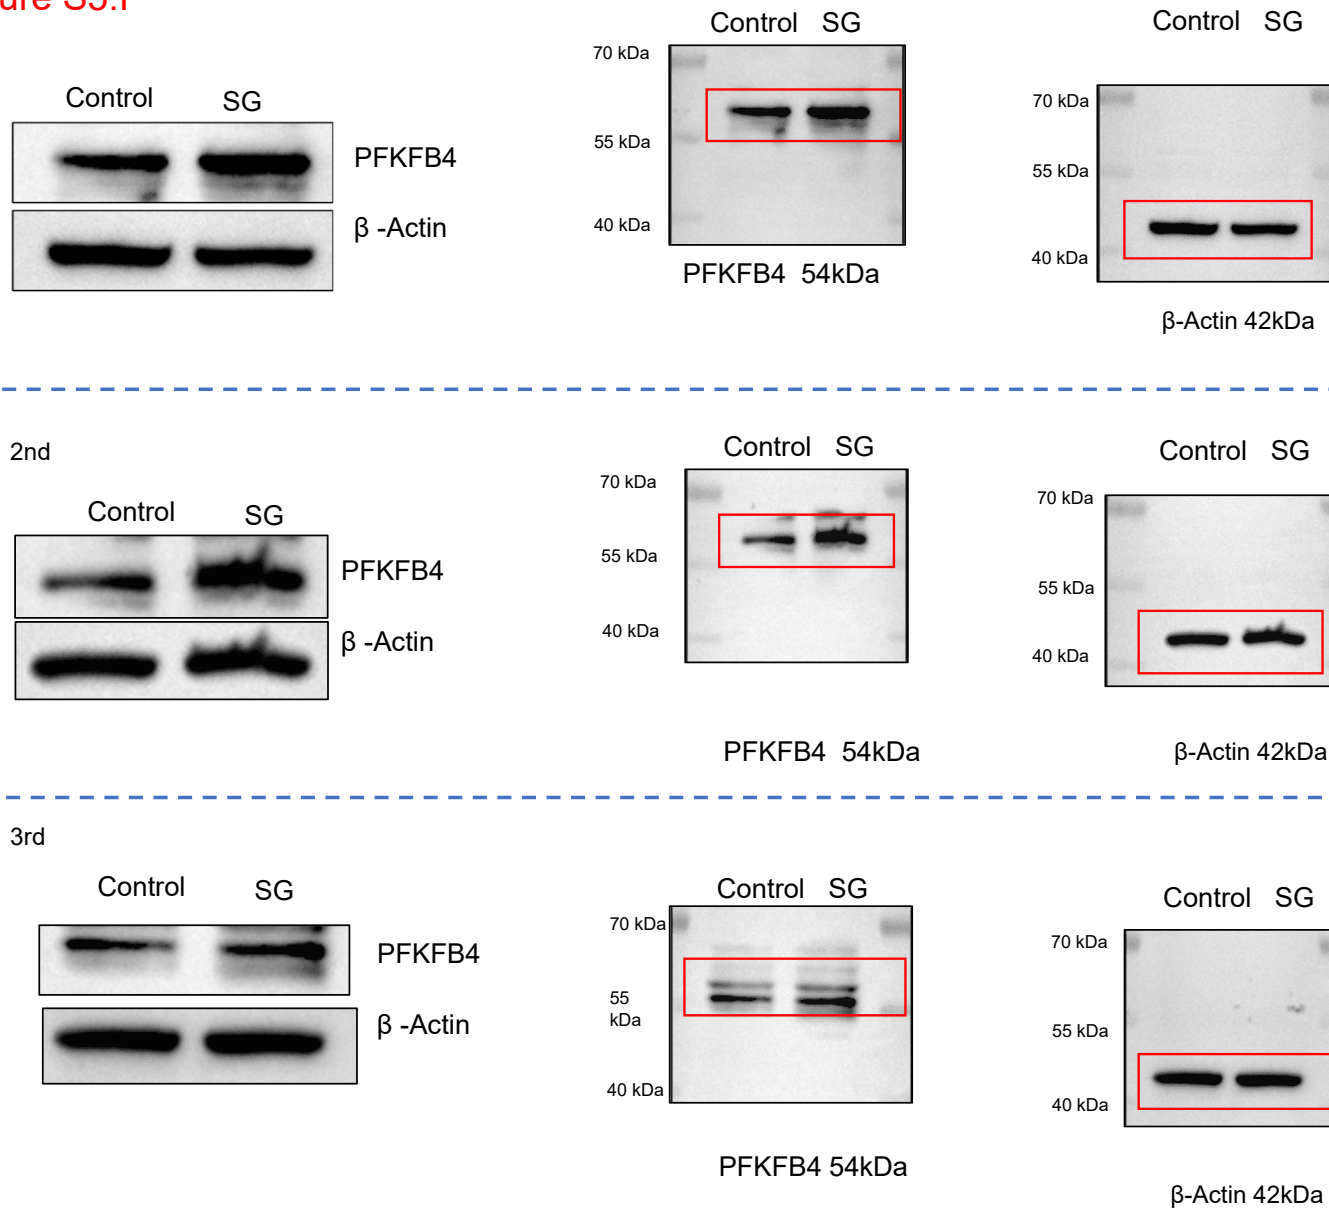 ure S5.I
Control SG
PFKFB4
β -Actin
Control SG
70 kDa
55 kDa
40 kDa
PFKFB4 54kDa
Control SG
70 kDa
55 kDa
40 kDa
β-Actin 42kDa
2nd
Control SG
PFKFB4
β -Actin
Control SG
70 kDa
55 kDa
40 kDa
PFKFB4 54kDa
Control SG
70 kDa
55 kDa
40 kDa
β-Actin 42kDa
3rd
Control SG
PFKFB4
β -Actin
Control SG
70 kDa
55
kDa
40 kDa
PFKFB4 54kDa
Control SG
70 kDa
55 kDa
40 kDa
β-Actin 42kDa